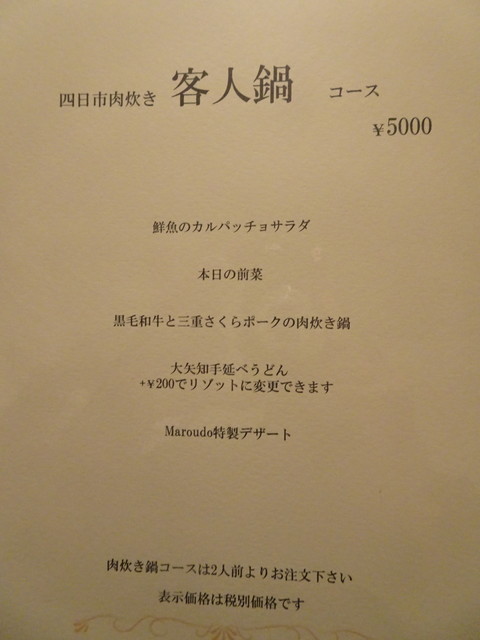 四日市肉炊き 客人鍋 コース
¥5000
鮮魚のカルパッチョサラダ
本日の前菜
黒毛和牛と三重さくらポークの肉炊き鍋
大矢知手延べうどん
+¥200でリゾットに変更できます
Maroudo特製デザート
肉炊き鍋コースは2人前よりお注文下さい
表示価格は税別価格です